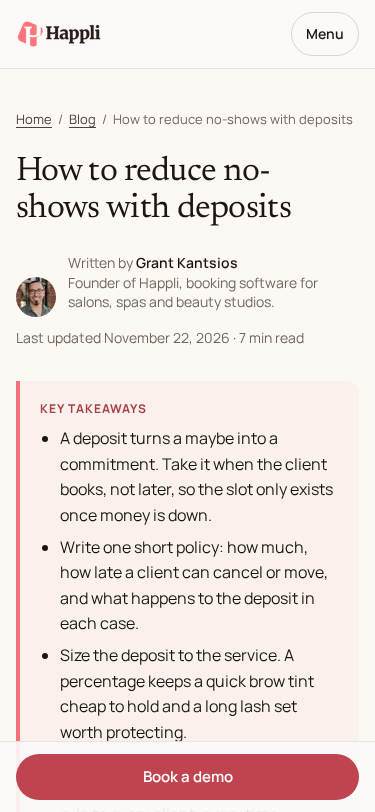 Happli
Menu
Home / Blog / How to reduce no-shows with deposits
How to reduce no-
shows with deposits
Written by Grant Kantsios
Founder of Happli, booking software for
salons, spas and beauty studios.
Last updated November 22, 2026 · 7 min read
KEY TAKEAWAYS
• A deposit turns a maybe into a
commitment. Take it when the client
books, not later, so the slot only exists
once money is down.
• Write one short policy: how much,
how late a client can cancel or move,
and what happens to the deposit in
each case.
• Size the deposit to the service. A
percentage keeps a quick brow tint
cheap to hold and a long lash set
worth protecting.
Book a demo